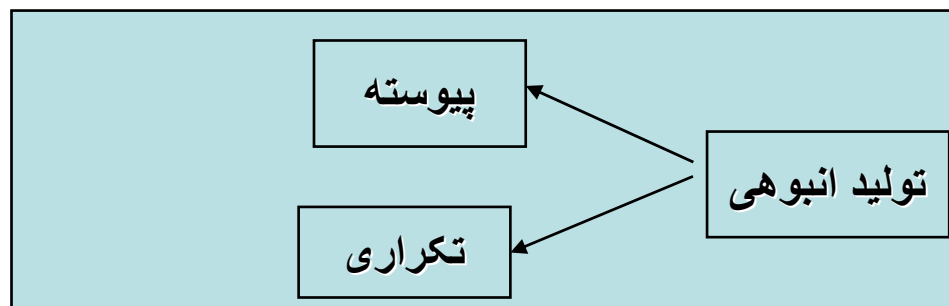 تولید انبوهی
پیوسته
تکراری